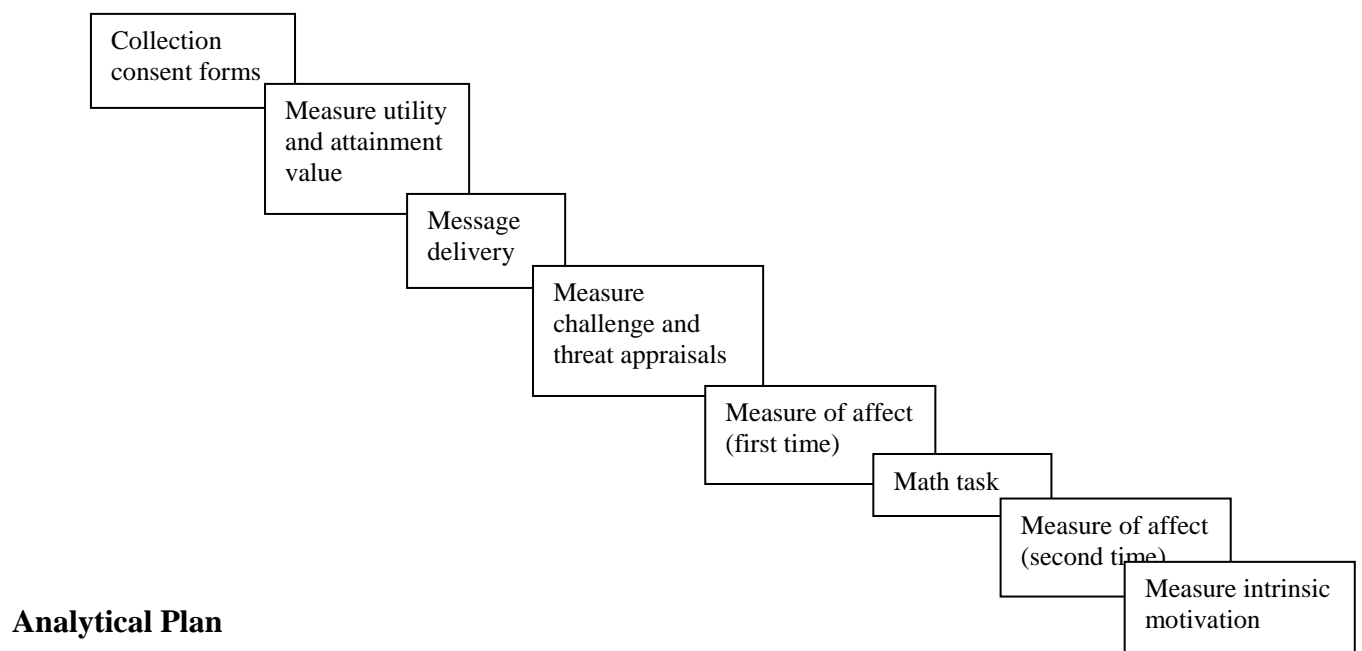 Collection
consent forms
Measure utility
and attainment
value
Message
delivery
Measure
challenge and
threat appraisals
Measure of affect
(first time)
Math task
Measure of affect
(second time)
Measure intrinsic
motivation
Analytical Plan